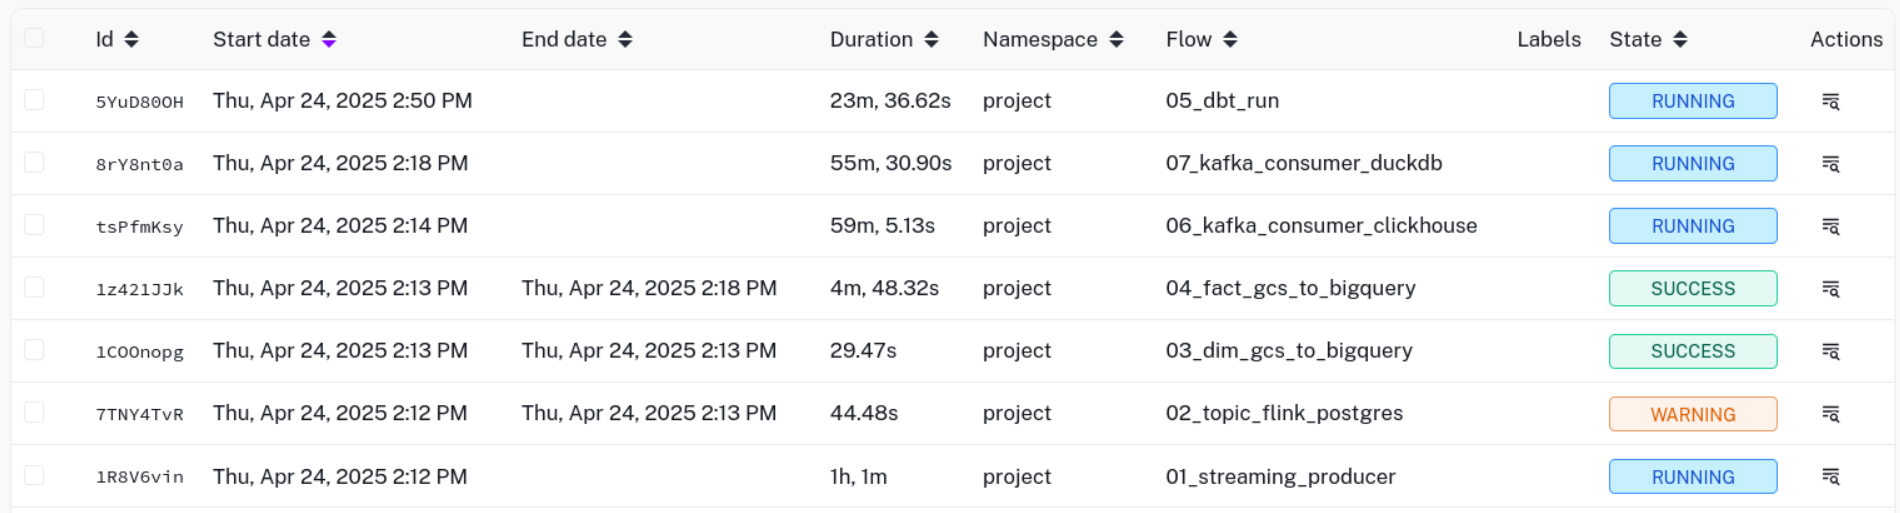 Id Start date End date Duration Namespace Flow Labels State Actions
5YuD80OH Thu, Apr 24, 2025 2:50 PM 23m, 36.62s project 05_dbt_run RUNNING
8rY8nt0a Thu, Apr 24, 2025 2:18 PM 55m, 30.90s project 07_kafka_consumer_duckdb RUNNING
tsPfmKsy Thu, Apr 24, 2025 2:14 PM 59m, 5.13s project 06_kafka_consumer_clickhouse RUNNING
1z421JJk Thu, Apr 24, 2025 2:13 PM Thu, Apr 24, 2025 2:18 PM 4m, 48.32s project 04_fact_gcs_to_bigquery SUCCESS
1COOnopg Thu, Apr 24, 2025 2:13 PM Thu, Apr 24, 2025 2:13 PM 29.47s project 03_dim_gcs_to_bigquery SUCCESS
7TNY4TvR Thu, Apr 24, 2025 2:12 PM Thu, Apr 24, 2025 2:13 PM 44.48s project 02_topic_flink_postgres WARNING
1R8V6vin Thu, Apr 24, 2025 2:12 PM 1h, 1m project 01_streaming_producer RUNNING